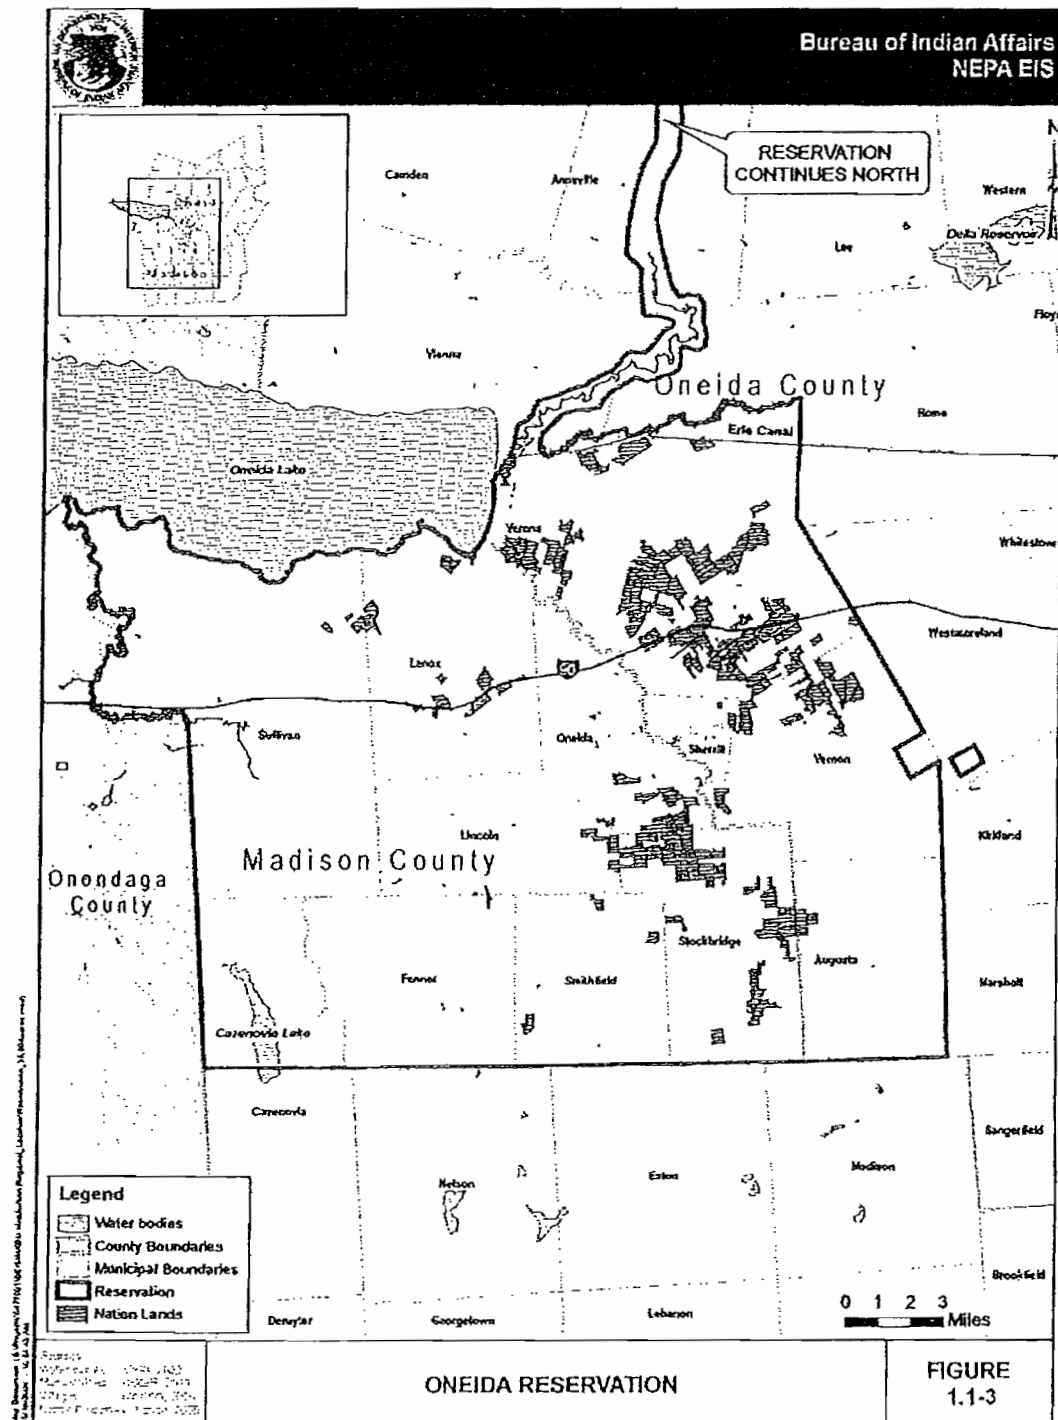 Bureau of Indian Affairs
NEPA EIS
RESERVATION
CONTINUES NORTH
N
Camden
Annsville
Western
Lee
Delta Reservoir
Floy
Vienna
Oneida County
Rome
Erie Canal
Oneida Lake
Verona
Whitestown
Westmoreland
Lenox
90
Sullivan
Oneida
Sherrill
Vernon
Lincoln
Kirkland
Madison County
Onondaga
County
Stockbridge
Augusta
Fenner
Smithfield
Marshall
Cazenovia Lake
Cazenovia
Sangerfield
Nelson
Eaton
Madison
Legend
Water bodies
County Boundaries
Municipal Boundaries
Reservation
Nation Lands
Brookfield
0 1 2 3
Miles
Georgetown
Lebanon
ONEIDA RESERVATION
FIGURE
1.1-3